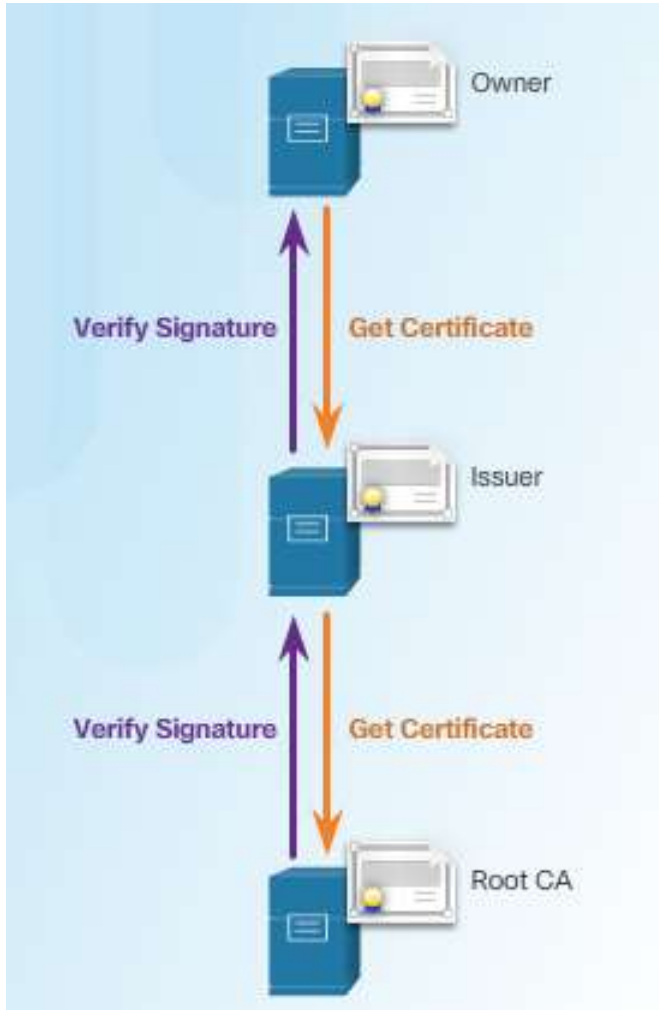 Owner
Verify Signature
Get Certificate
Issuer
Verify Signature
Get Certificate
Root CA